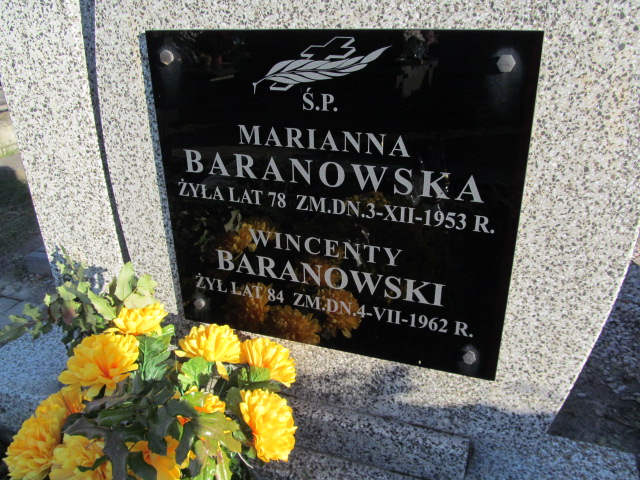 Ś.P.
MARIANNA
BARANOWSKA
ŻYŁA LAT 78 ZM.DN.3-XII-1953 R.
WINCENTY
BARANOWSKI
ŻYŁ LAT 84 ZM.DN.4-VII-1962 R.